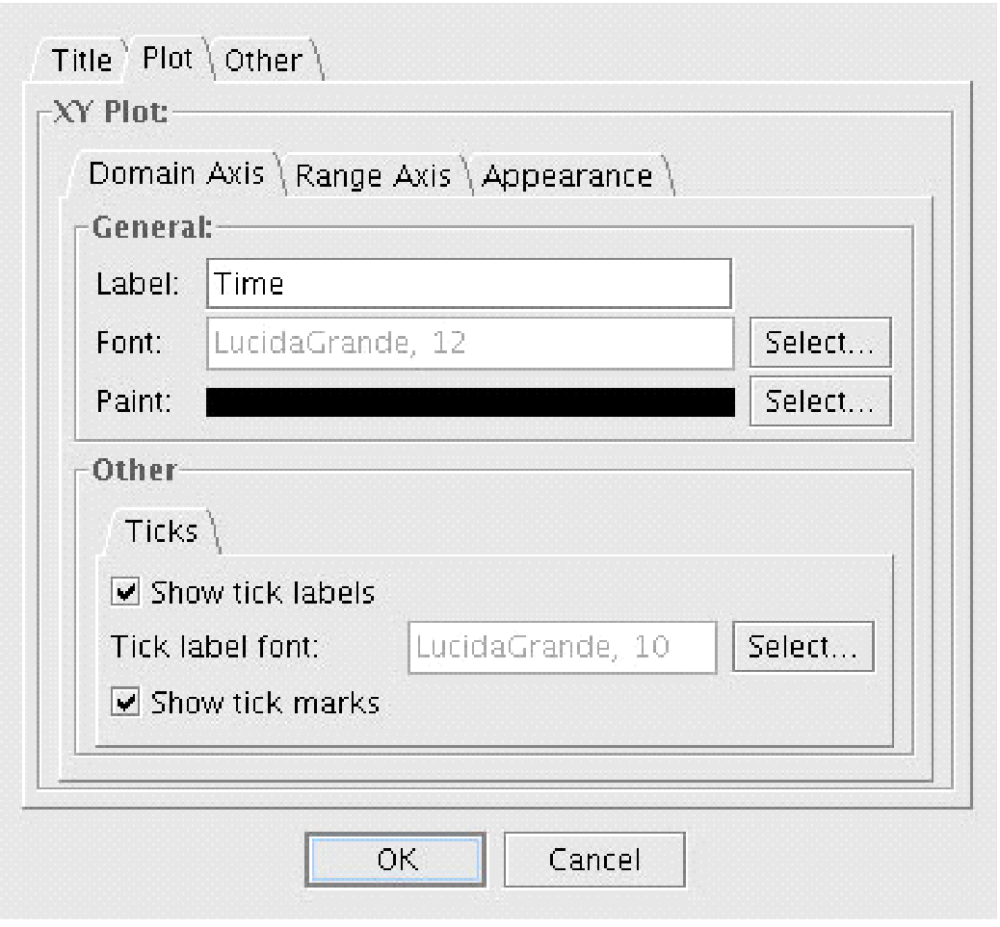 Title Plot Other
XY Plot:
Domain Axis Range Axis Appearance
General:
Label: Time
Font: LucidaGrande, 12 Select...
Paint: Select...
Other
Ticks
Show tick labels
Tick label font: LucidaGrande, 10 Select...
Show tick marks
OK Cancel